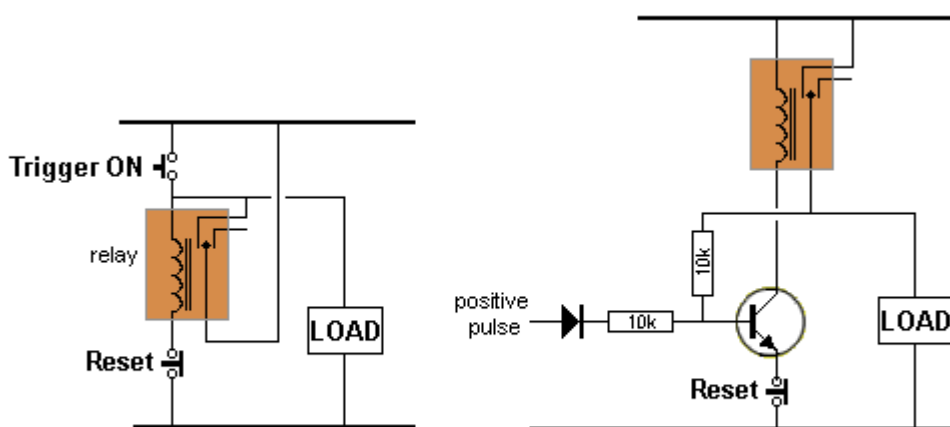 Trigger ON
relay
LOAD
Reset
10k
positive
pulse
10k
LOAD
Reset